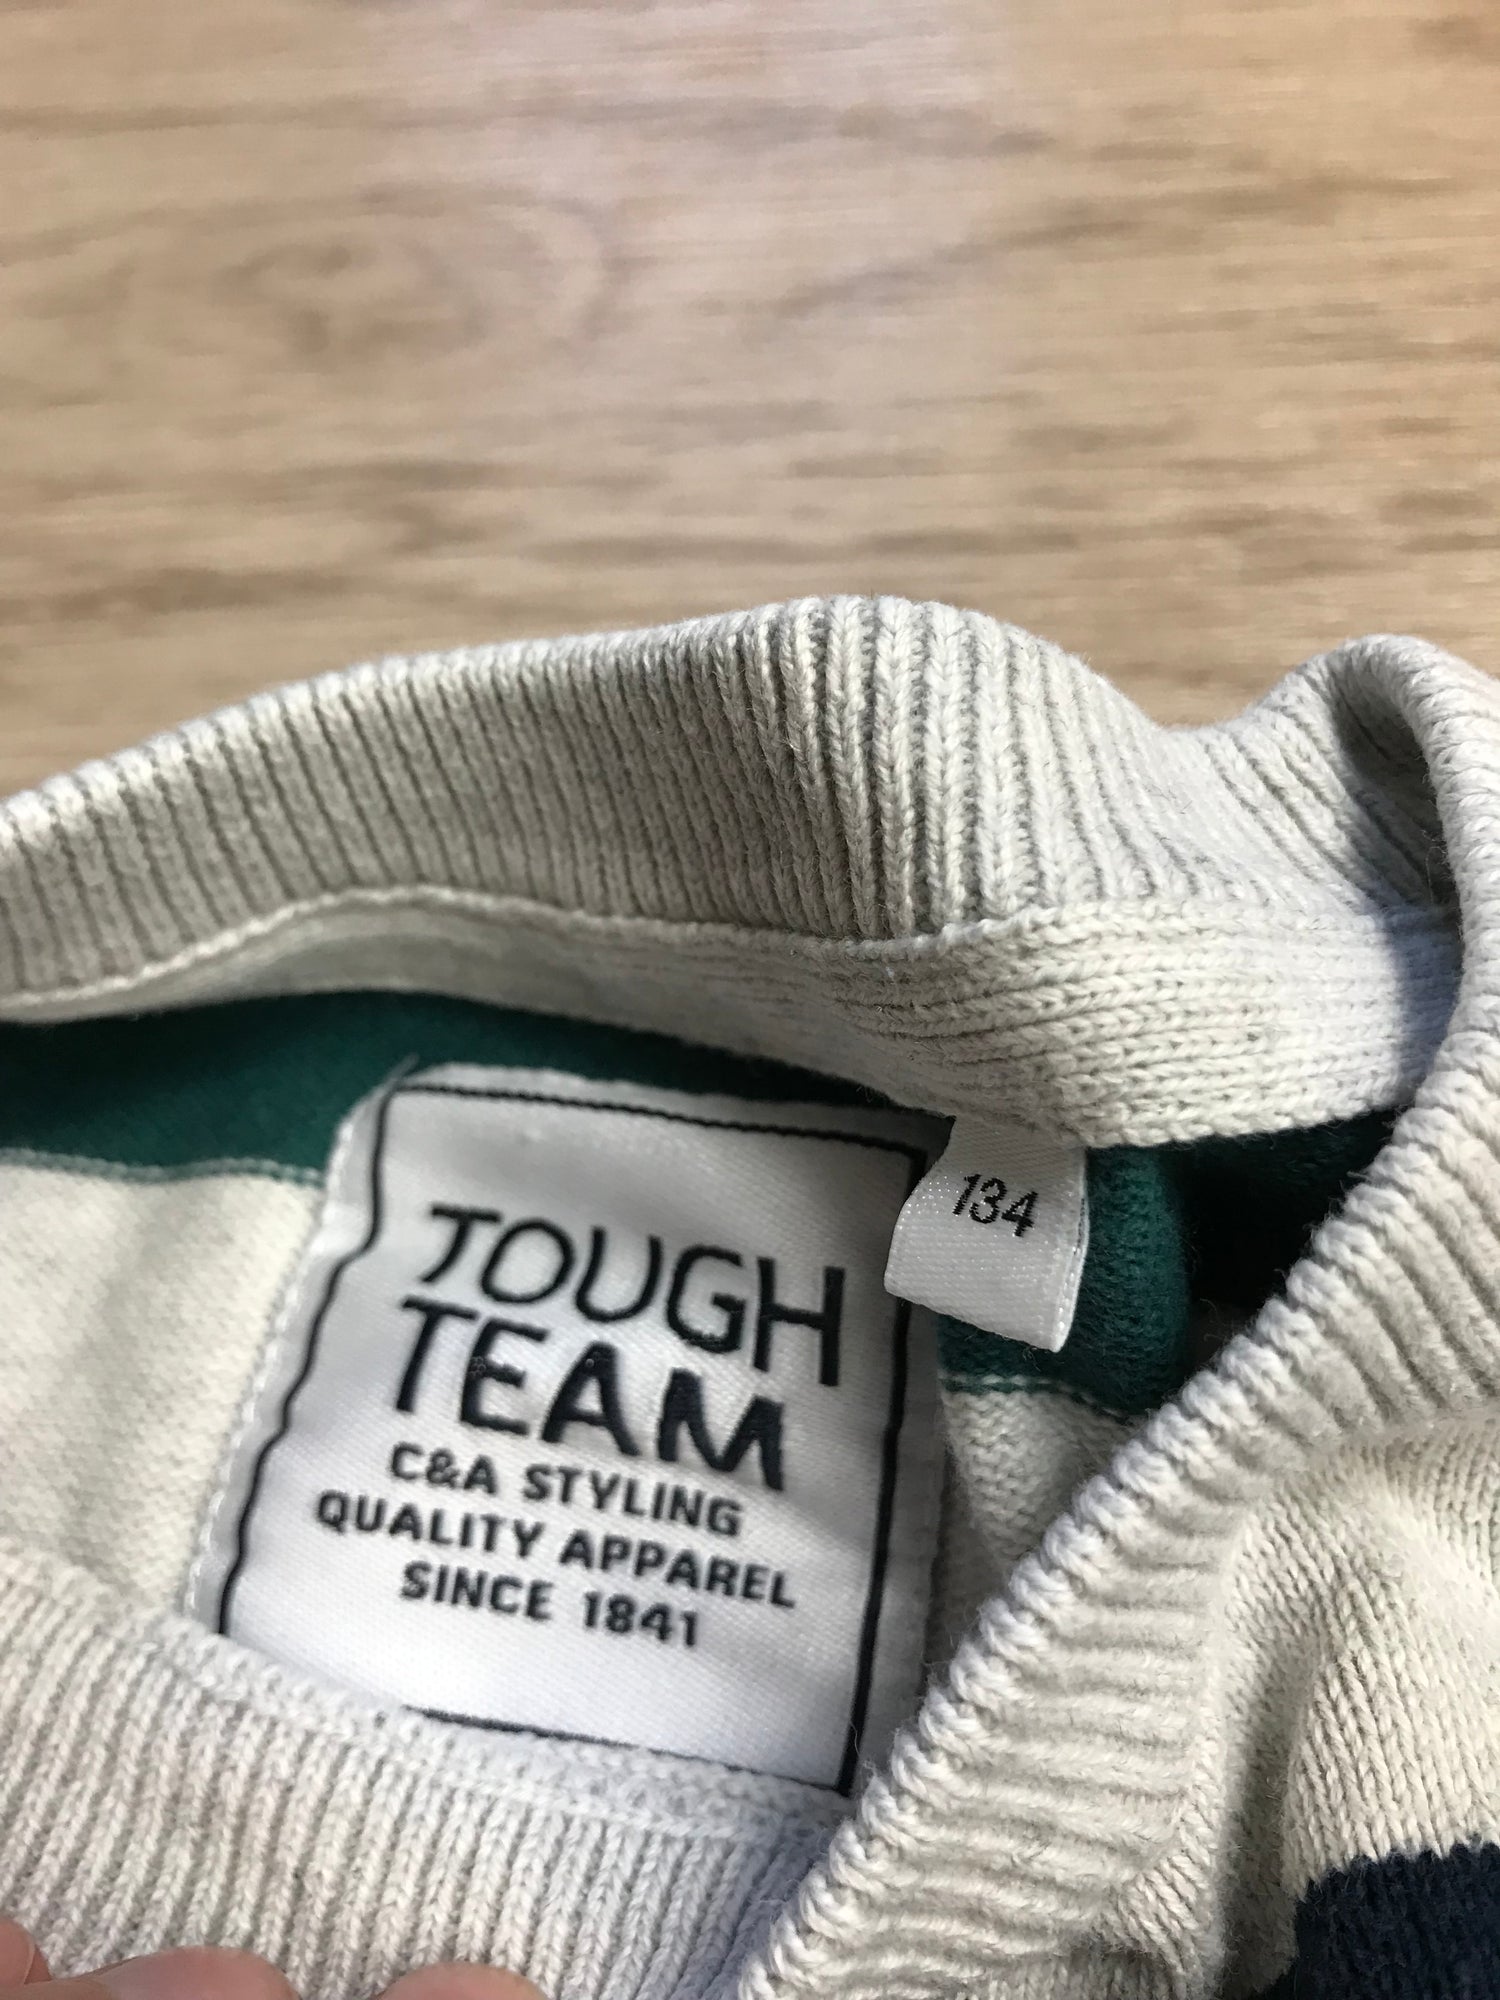 134
TOUGH
TEAM
C&A STYLING
QUALITY APPAREL
SINCE 1841